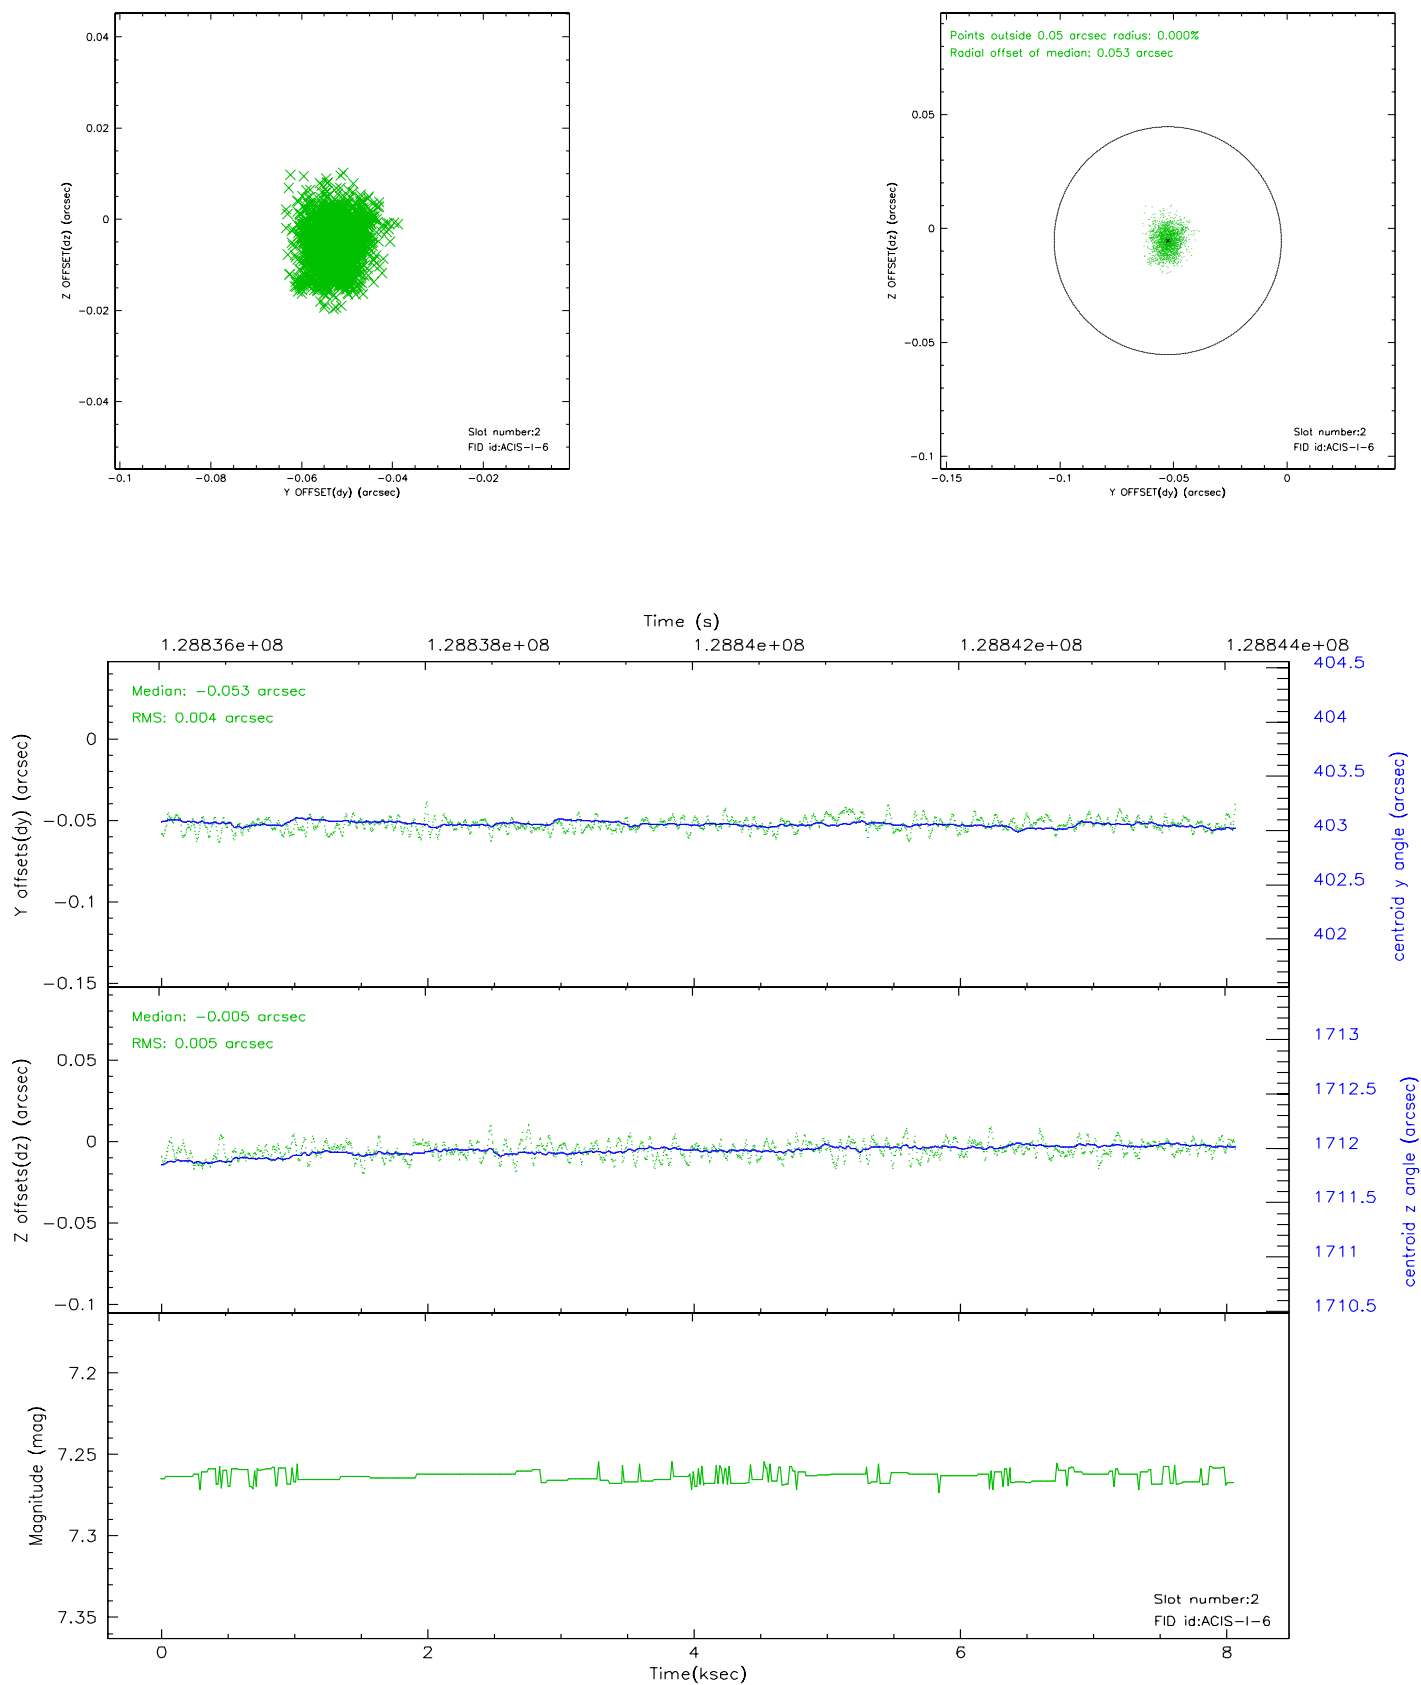 0.04
0.02
0
-0.02
-0.04
Z OFFSET(dz) (arcsec)
Slot number:2
FID id:ACIS-I-6
-0.1 -0.08 -0.06 -0.04 -0.02
Y OFFSET(dy) (arcsec)
Points outside 0.05 arcsec radius: 0.000%
Radial offset of median: 0.053 arcsec
0.05
0
-0.05
-0.1
Z OFFSET(dz) (arcsec)
Slot number:2
FID id:ACIS-I-6
-0.15 -0.1 -0.05 0
Y OFFSET(dy) (arcsec)
Time (s)
1.28836e+08 1.28838e+08 1.2884e+08 1.28842e+08 1.28844e+08
Median: -0.053 arcsec
RMS: 0.004 arcsec
0
-0.05
-0.1
-0.15
Y offsets(dy) (arcsec)
404.5
404
403.5
403
402.5
402
centroid y angle (arcsec)
Median: -0.005 arcsec
RMS: 0.005 arcsec
0.05
0
-0.05
-0.1
Z offsets(dz) (arcsec)
1713
1712.5
1712
1711.5
1711
1710.5
centroid z angle (arcsec)
7.2
7.25
7.3
7.35
Magnitude (mag)
Slot number:2
FID id:ACIS-I-6
0 2 4 6 8
Time(ksec)